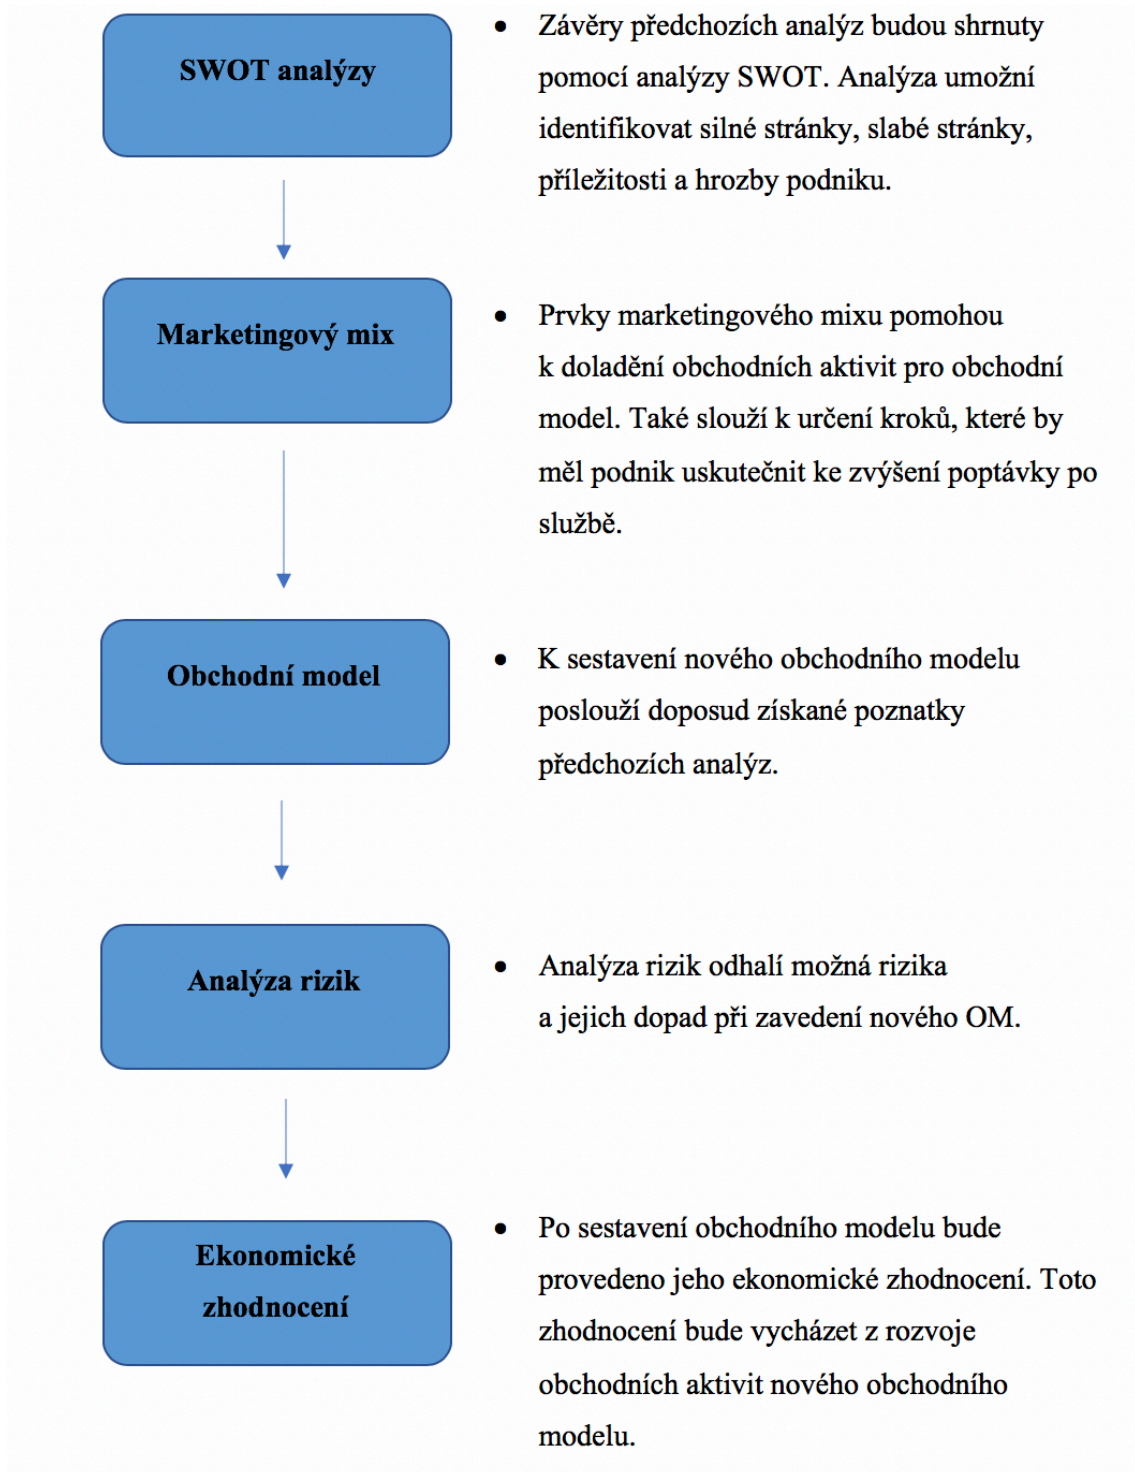 SWOT analýzy
• Závěry předchozích analýz budou shrnuty
pomocí analýzy SWOT. Analýza umožní
identifikovat silné stránky, slabé stránky,
příležitosti a hrozby podniku.
Marketingový mix
• Prvky marketingového mixu pomohou
k doladění obchodních aktivit pro obchodní
model. Také slouží k určení kroků, které by
měl podnik uskutečnit ke zvýšení poptávky po
službě.
Obchodní model
• K sestavení nového obchodního modelu
poslouží doposud získané poznatky
předchozích analýz.
Analýza rizik
• Analýza rizik odhalí možná rizika
a jejich dopad při zavedení nového OM.
Ekonomické
zhodnocení
• Po sestavení obchodního modelu bude
provedeno jeho ekonomické zhodnocení. Toto
zhodnocení bude vycházet z rozvoje
obchodních aktivit nového obchodního
modelu.